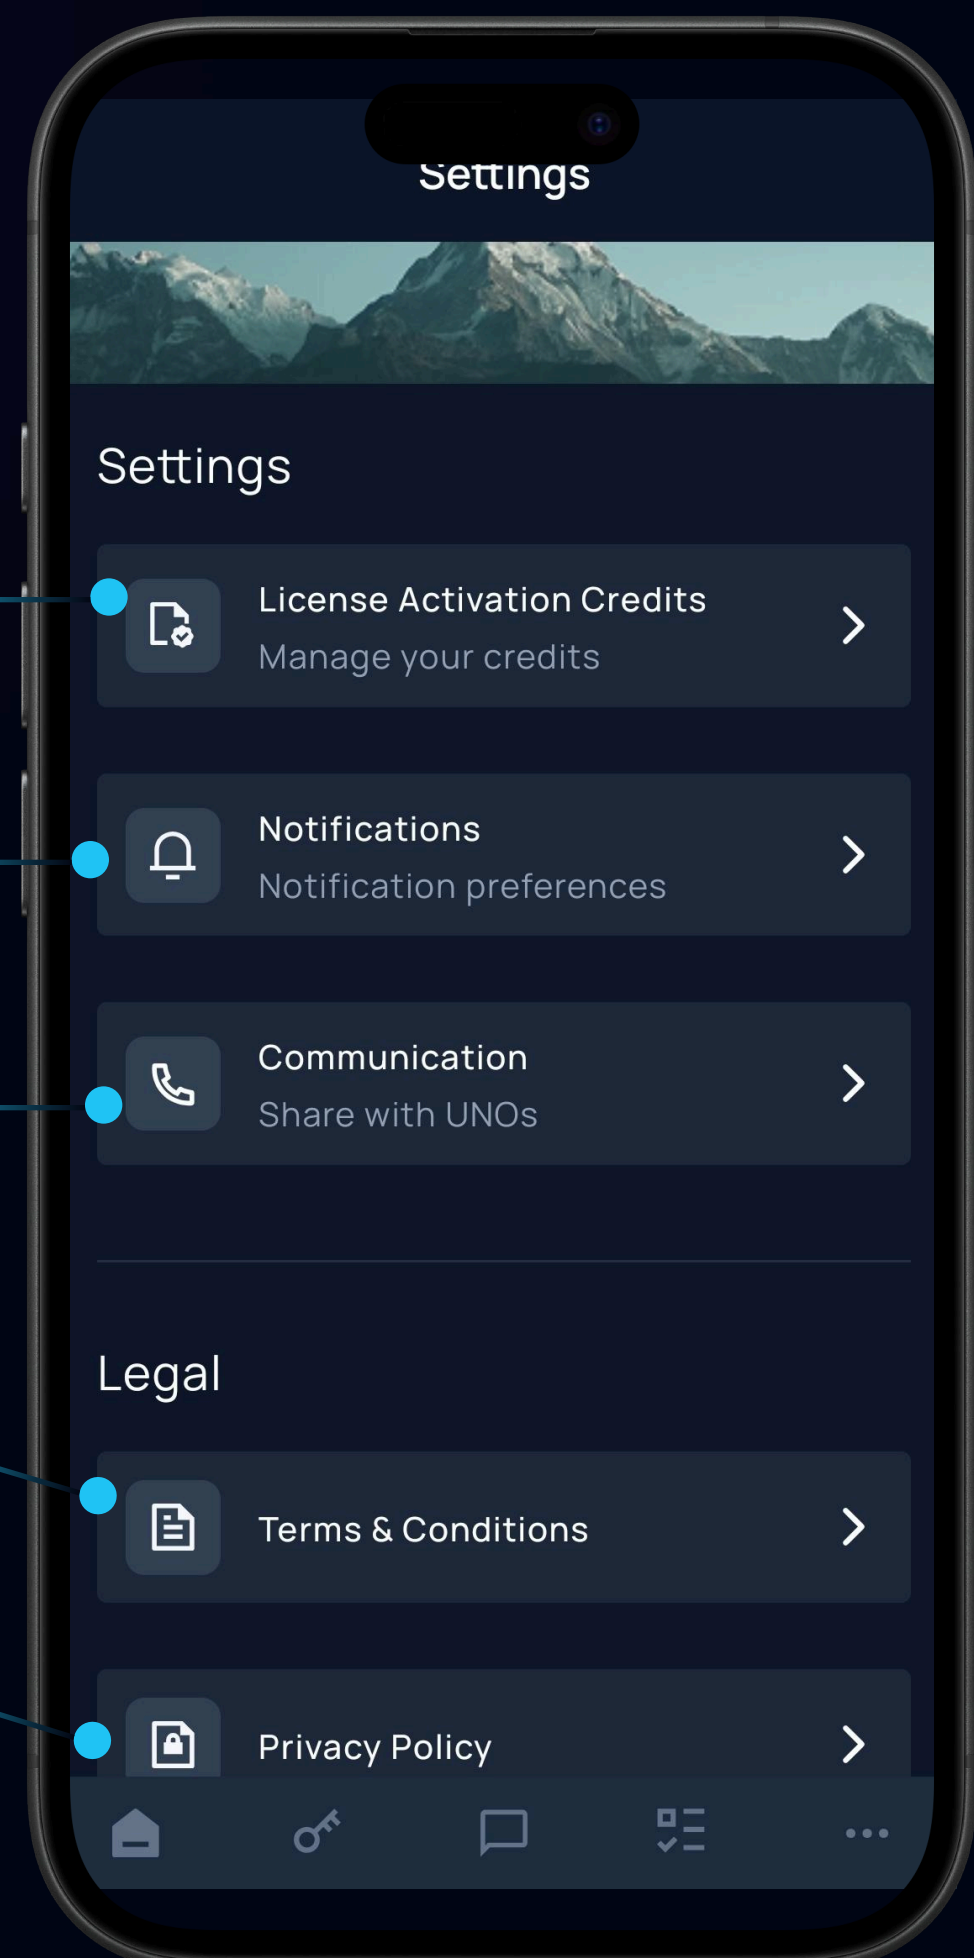 Settings
Settings
License Activation Credits
Manage your credits
Notifications
Notification preferences
Communication
Share with UNOs
Legal
Terms & Conditions
Privacy Policy